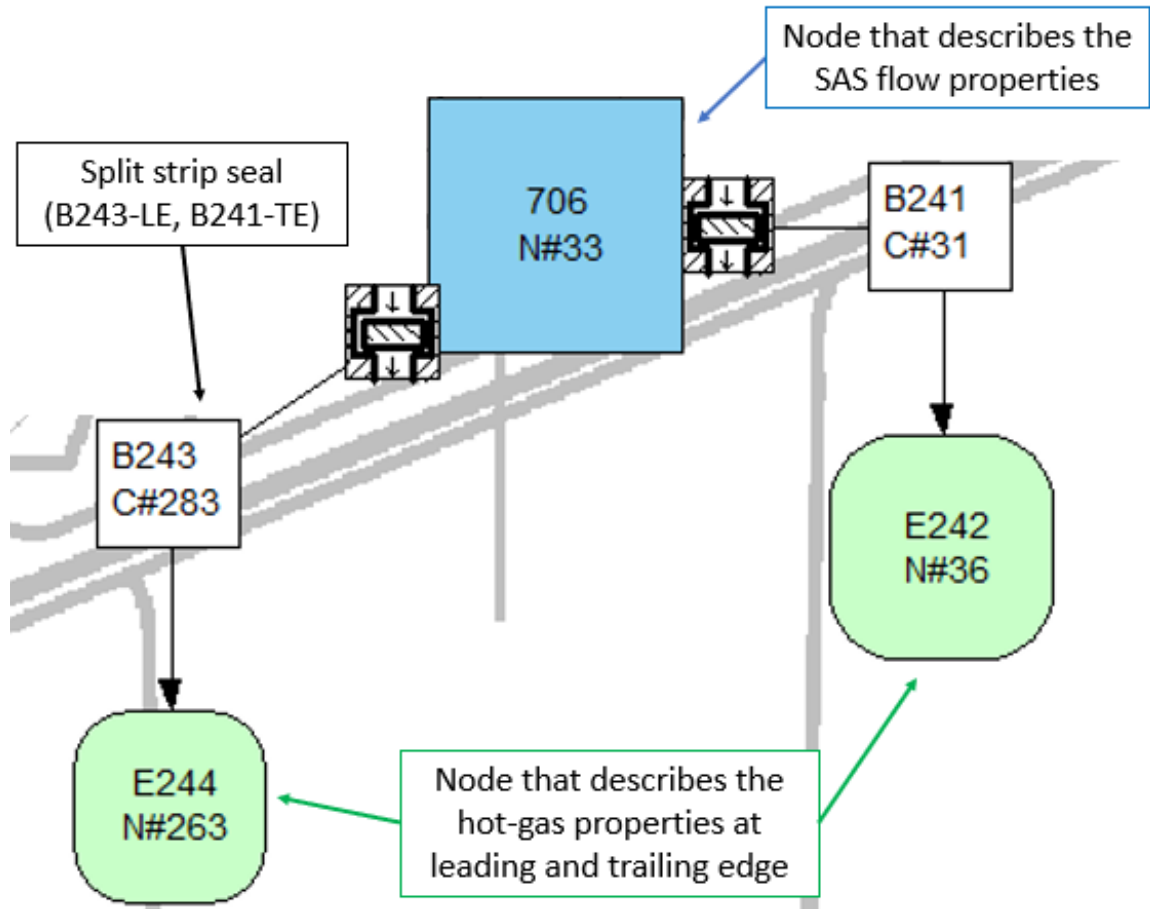 Node that describes the
SAS flow properties
Split strip seal
(B243-LE, B241-TE)
706
N#33
B241
C#31
B243
C#283
E242
N#36
E244
N#263
Node that describes the
hot-gas properties at
leading and trailing edge